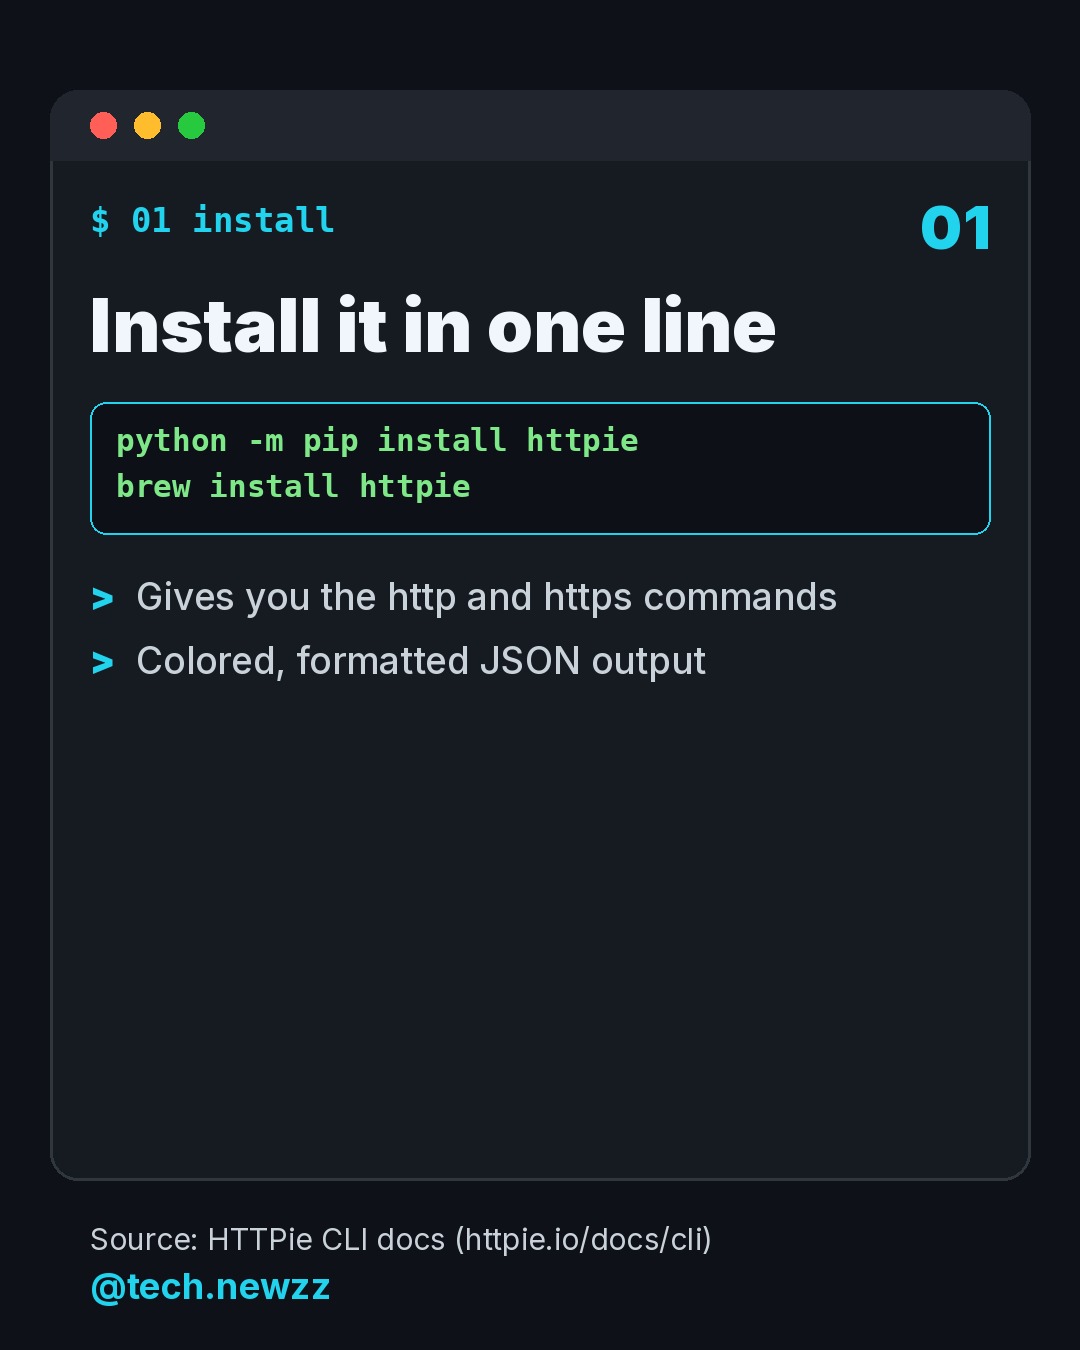 $ 01 install
01
Install it in one line
python -m pip install httpie
brew install httpie
> Gives you the http and https commands
> Colored, formatted JSON output
Source: HTTPie CLI docs (httpie.io/docs/cli)
@tech.newzz